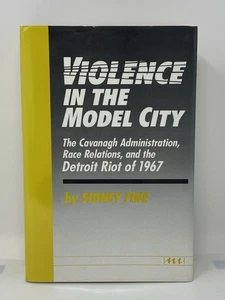 VIOLENCE
IN THE
MODEL CITY
The Cavanagh Administration,
Race Relations, and the
Detroit Riot of 1967
by SIDNEY FINE